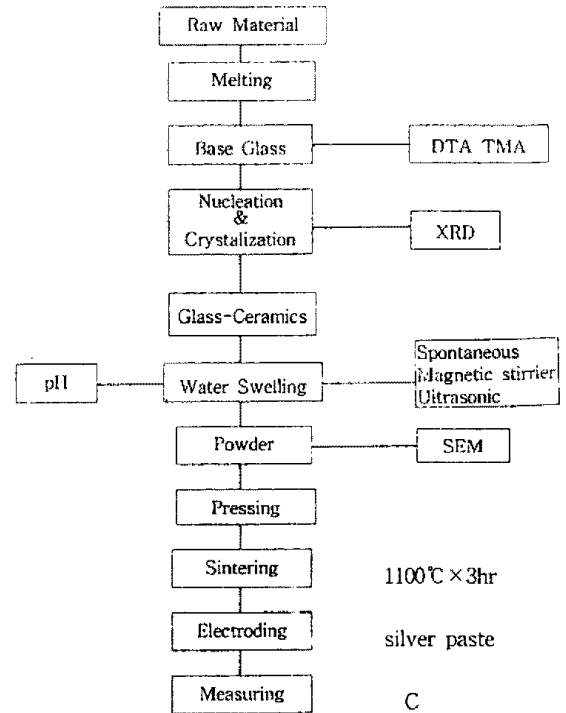 Raw Material
Melting
Base Glass
DTA TMA
Nucleation
&
Crystalization
XRD
Glass-Ceramics
pH
Water Swelling
Spontaneous
Magnetic stirrier
Ultrasonic
Powder
SEM
Pressing
Sintering
1100℃×3hr
Electroding
silver paste
Measuring
C